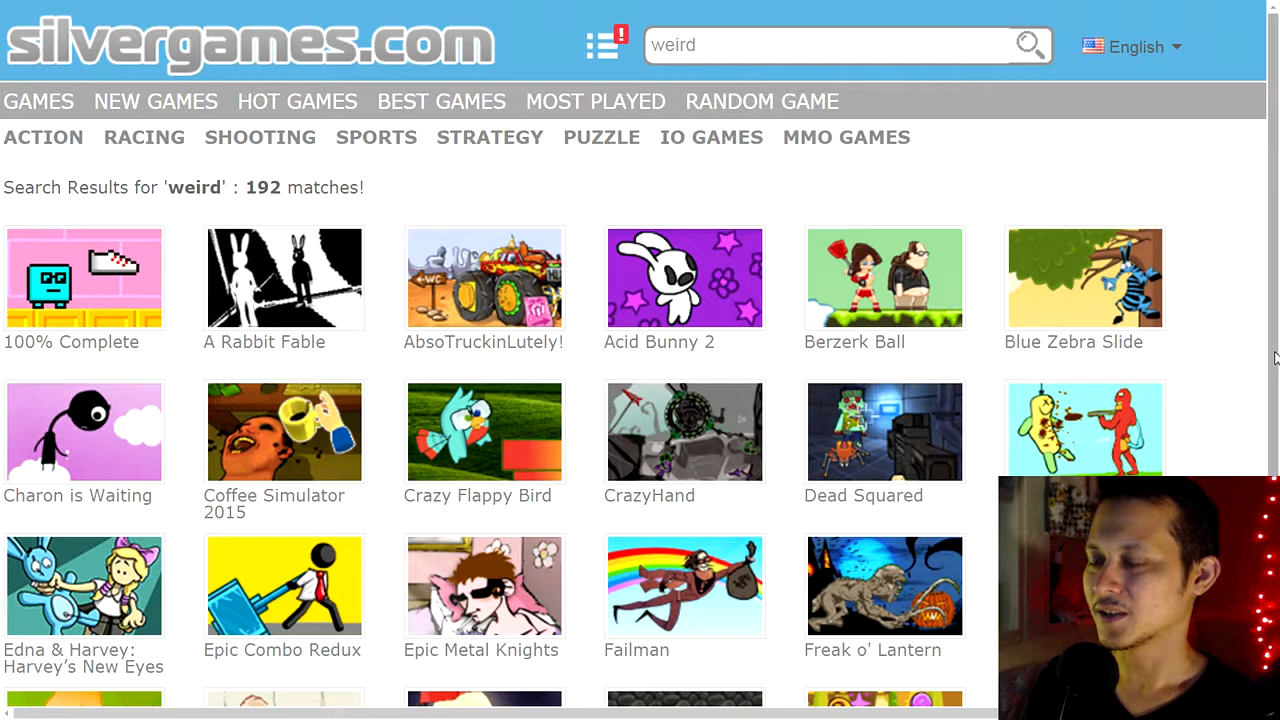 silvergames.com
!
weird
English
GAMES NEW GAMES HOT GAMES BEST GAMES MOST PLAYED RANDOM GAME
ACTION RACING SHOOTING SPORTS STRATEGY PUZZLE IO GAMES MMO GAMES
Search Results for 'weird' : 192 matches!
WC
100% Complete
A Rabbit Fable
AbsoTruckinLutely!
Acid Bunny 2
Berzerk Ball
Blue Zebra Slide
Charon is Waiting
Coffee Simulator
2015
Crazy Flappy Bird
CrazyHand
Dead Squared
Edna & Harvey:
Harvey's New Eyes
Epic Combo Redux
Epic Metal Knights
Failman
Freak o' Lantern